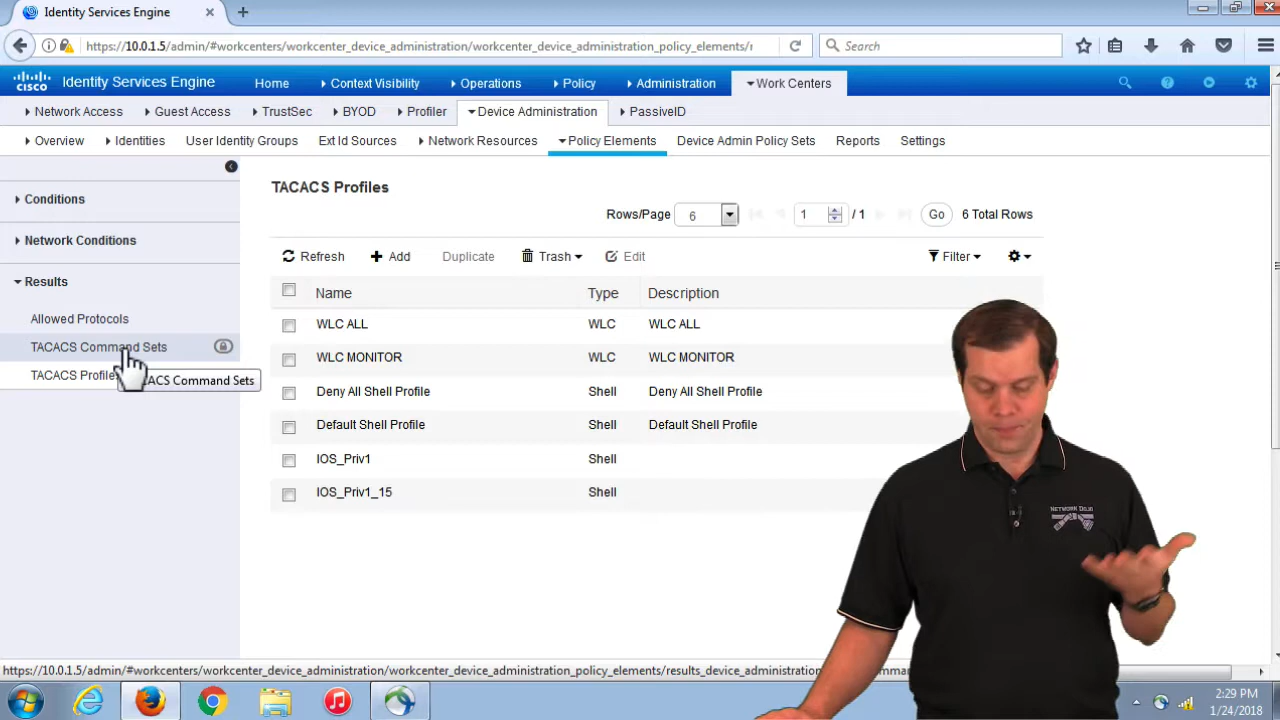 Identity Services Engine
https://10.0.1.5/admin/#workcenters/workcenter_device_administration/workcenter_device_administration_policy_elements/r
Search
cisco
Identity Services Engine
Home
Context Visibility
Operations
Policy
Administration
Work Centers
Network Access
Guest Access
TrustSec
BYOD
Profiler
Device Administration
PassiveID
Overview
Identities
User Identity Groups
Ext Id Sources
Network Resources
Policy Elements
Device Admin Policy Sets
Reports
Settings
Conditions
Network Conditions
Results
Allowed Protocols
TACACS Command Sets
TACACS Profile
ACS Command Sets
TACACS Profiles
Rows/Page 6 1 / 1 Go 6 Total Rows
Refresh Add Duplicate Trash Edit Filter
Name Type Description
WLC ALL WLC WLC ALL
WLC MONITOR WLC WLC MONITOR
Deny All Shell Profile Shell Deny All Shell Profile
Default Shell Profile Shell Default Shell Profile
IOS_Priv1 Shell
IOS_Priv1_15 Shell
NETWORK DOJO
https://10.0.1.5/admin/#workcenters/workcenter_device_administration/workcenter_device_administration_policy_elements/results_device_administration
2:29 PM
1/24/2018